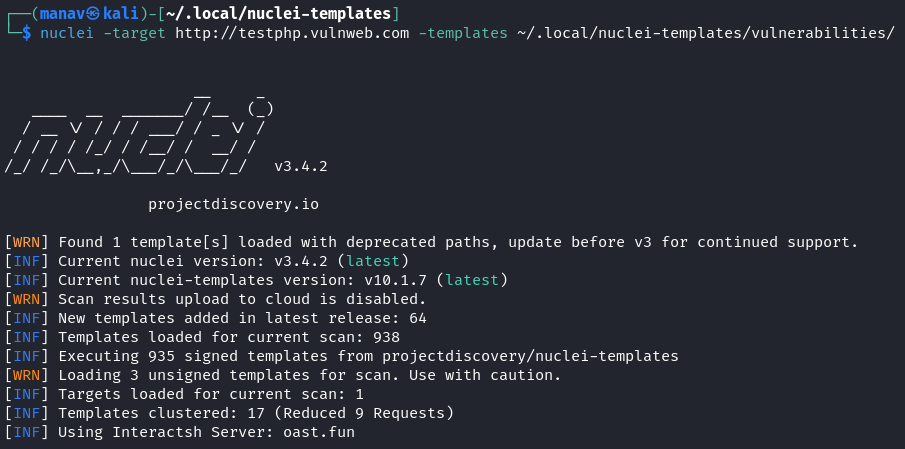 ┌──(manav㉿kali)-[~/.local/nuclei-templates]
└─$ nuclei -target http://testphp.vulnweb.com -templates ~/.local/nuclei-templates/vulnerabilities/
nuclei v3.4.2
projectdiscovery.io
[WRN] Found 1 template[s] loaded with deprecated paths, update before v3 for continued support.
[INF] Current nuclei version: v3.4.2 (latest)
[INF] Current nuclei-templates version: v10.1.7 (latest)
[WRN] Scan results upload to cloud is disabled.
[INF] New templates added in latest release: 64
[INF] Templates loaded for current scan: 938
[INF] Executing 935 signed templates from projectdiscovery/nuclei-templates
[WRN] Loading 3 unsigned templates for scan. Use with caution.
[INF] Targets loaded for current scan: 1
[INF] Templates clustered: 17 (Reduced 9 Requests)
[INF] Using Interactsh Server: oast.fun